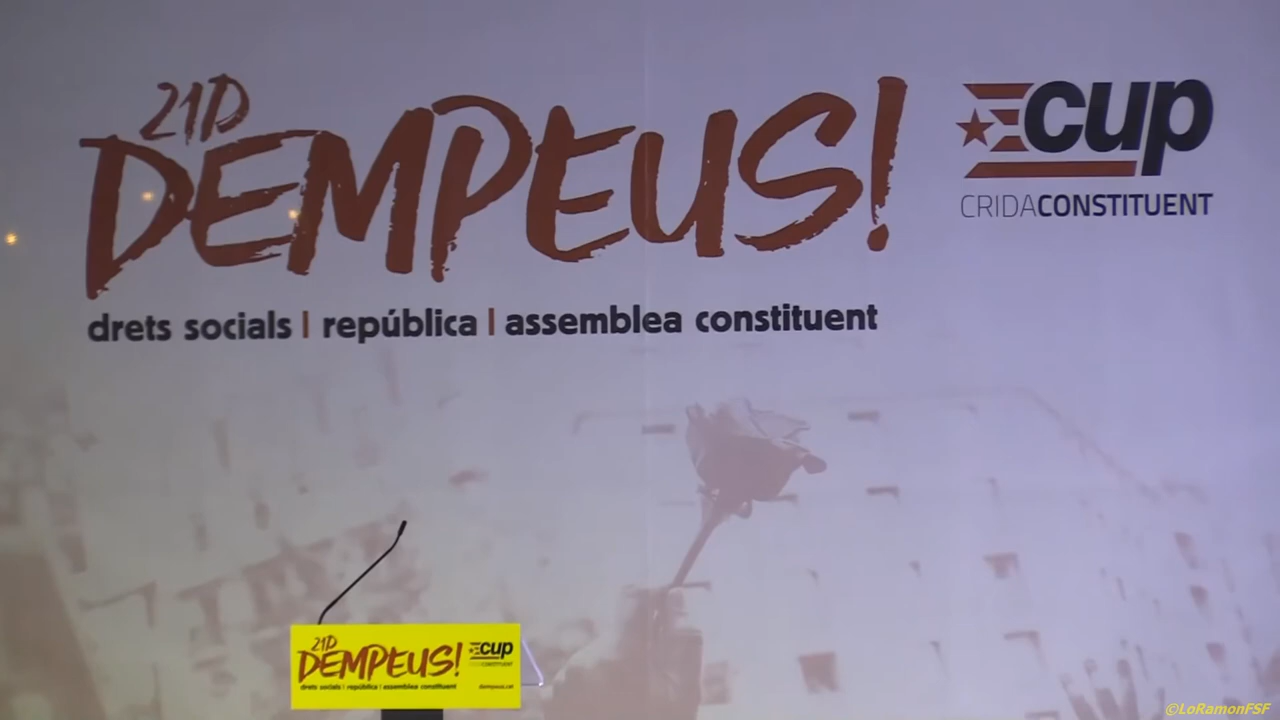 21D
DEMPEUS!
drets socials | república | assemblea constituent
cup
CRIDACONSTITUENT
21D
DEMPEUS!
drets socials | república | assemblea constituent
cup
CRIDACONSTITUENT
dempeus.cat
©LoRamonFSF